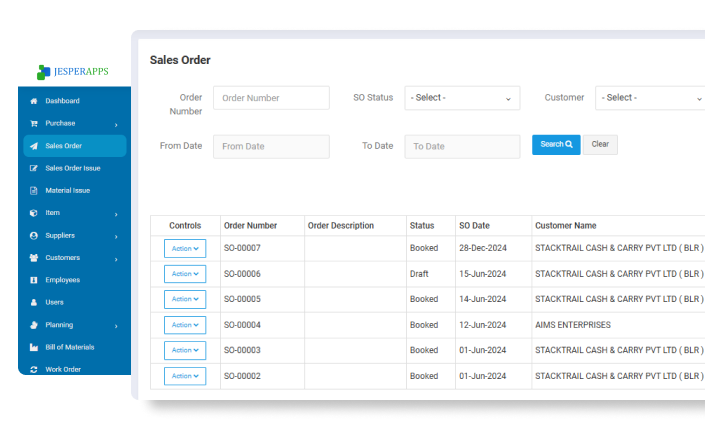 JESPERAPPS
Dashboard
Purchase
Sales Order
Sales Order Issue
Material Issue
Item
Suppliers
Customers
Employees
Users
Planning
Bill of Materials
Work Order
Sales Order
Order Number Order Number SO Status - Select - Customer - Select -
From Date From Date To Date To Date Search Clear
Controls Order Number Order Description Status SO Date Customer Name
Action SO-00007 Booked 28-Dec-2024 STACKTRAIL CASH & CARRY PVT LTD ( BLR )
Action SO-00006 Draft 15-Jun-2024 STACKTRAIL CASH & CARRY PVT LTD ( BLR )
Action SO-00005 Booked 14-Jun-2024 STACKTRAIL CASH & CARRY PVT LTD ( BLR )
Action SO-00004 Booked 12-Jun-2024 AIMS ENTERPRISES
Action SO-00003 Booked 01-Jun-2024 STACKTRAIL CASH & CARRY PVT LTD ( BLR )
Action SO-00002 Booked 01-Jun-2024 STACKTRAIL CASH & CARRY PVT LTD ( BLR )